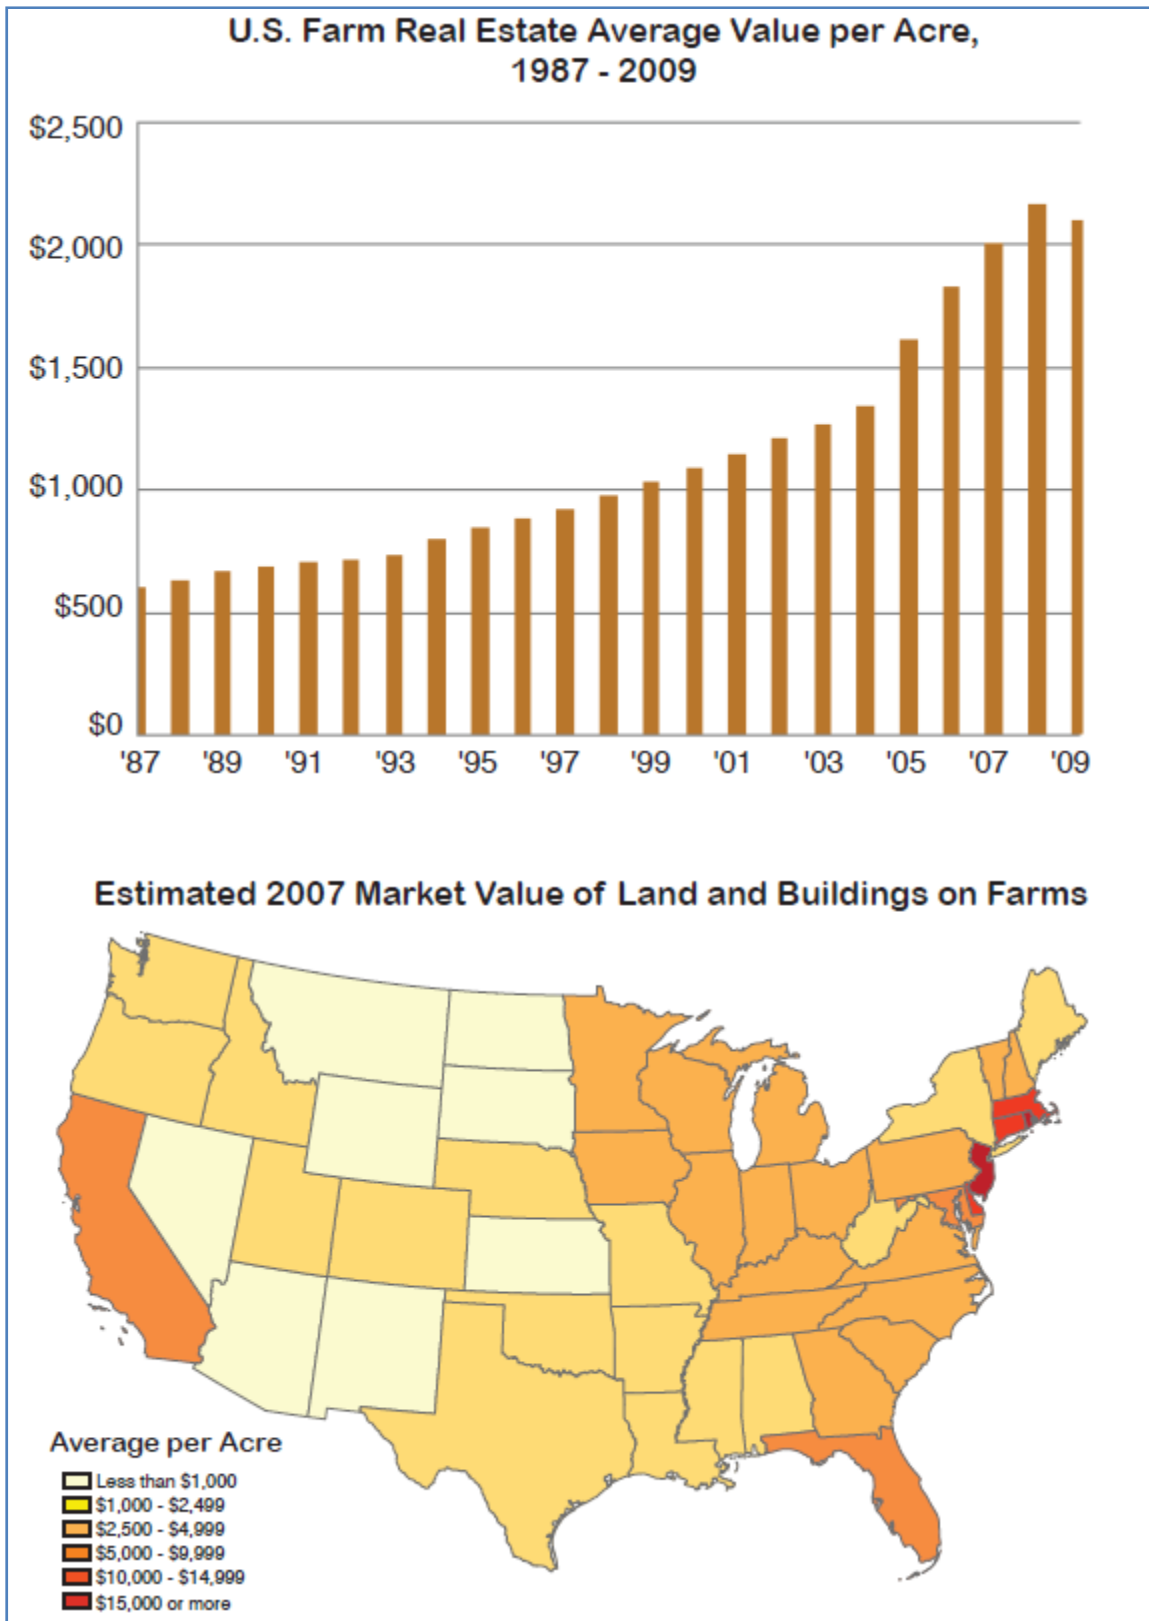 U.S. Farm Real Estate Average Value per Acre,
1987 - 2009
$2,500
$2,000
$1,500
$1,000
$500
$0
'87 '89 '91 '93 '95 '97 '99 '01 '03 '05 '07 '09
Estimated 2007 Market Value of Land and Buildings on Farms
Average per Acre
Less than $1,000
$1,000 - $2,499
$2,500 - $4,999
$5,000 - $9,999
$10,000 - $14,999
$15,000 or more